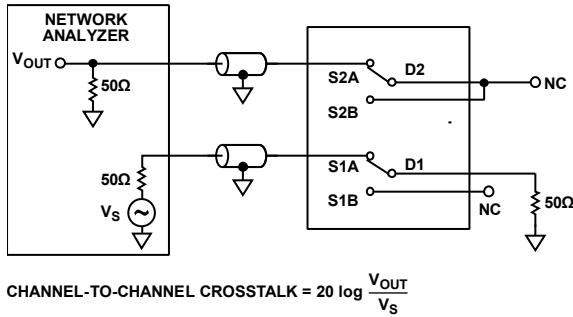 NETWORK
ANALYZER
VOUT
50Ω
S2A
D2
NC
S2B
50Ω
VS
S1A
D1
S1B
NC
50Ω
CHANNEL-TO-CHANNEL CROSSTALK = 20 log VOUT
VS